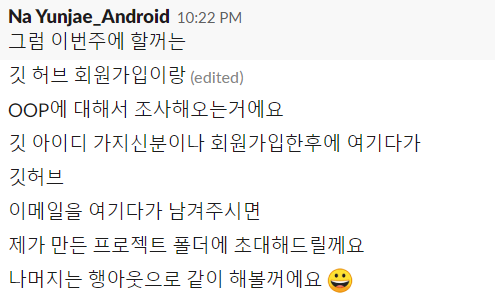 Na Yunjae_Android 10:22 PM
그럼 이번주에 할꺼는
깃 허브 회원가입이랑 (edited)
OOP에 대해서 조사해오는거에요
깃 아이디 가지신분이나 회원가입한후에 여기다가
깃허브
이메일을 여기다가 남겨주시면
제가 만든 프로젝트 폴더에 초대해드릴께요
나머지는 행아웃으로 같이 해볼꺼에요 😀